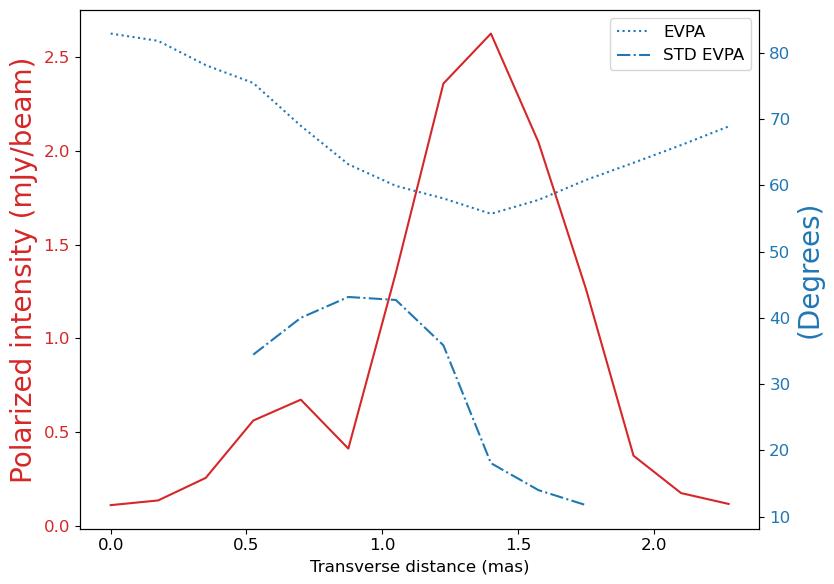 Polarized intensity (mJy/beam)
2.5
2.0
1.5
1.0
0.5
0.0
EVPA
STD EVPA
80
70
60
50
40
30
20
10
(Degrees)
0.0 0.5 1.0 1.5 2.0
Transverse distance (mas)